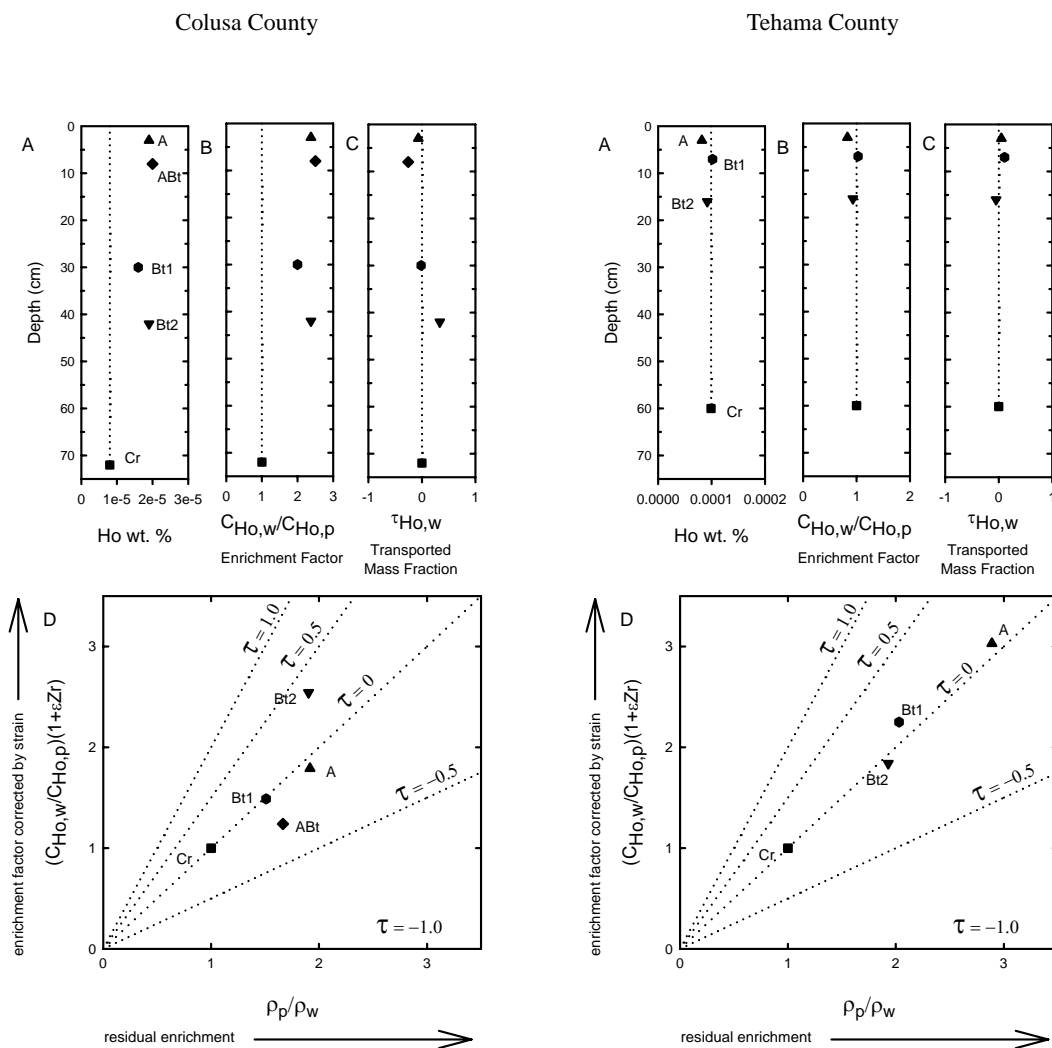 Colusa County
Tehama County
A
B
C
0
10
20
30
40
50
60
70
Depth (cm)
A
ABt
Bt1
Bt2
Cr
0 1e-5 2e-5 3e-5
0 1 2 3
-1 0 1
Ho wt. %
CHo,w/CHo,p
Enrichment Factor
τHo,w
Transported
Mass Fraction
A
B
C
0
10
20
30
40
50
60
70
Depth (cm)
A
Bt1
Bt2
Cr
0.0000 0.0001 0.0002
0 1 2
-1 0 1
Ho wt. %
CHo,w/CHo,p
Enrichment Factor
τHo,w
Transported
Mass Fraction
D
enrichment factor corrected by strain
(CHo,w/CHo,p)(1+εZr)
3
2
1
0
τ = 1.0
τ = 0.5
τ = 0
τ = −0.5
τ = −1.0
Bt2
A
Bt1
ABt
Cr
0 1 2 3
ρp/ρw
residual enrichment
D
enrichment factor corrected by strain
(CHo,w/CHo,p)(1+εZr)
3
2
1
0
τ = 1.0
τ = 0.5
τ = 0
τ = −0.5
τ = −1.0
A
Bt1
Bt2
Cr
0 1 2 3
ρp/ρw
residual enrichment